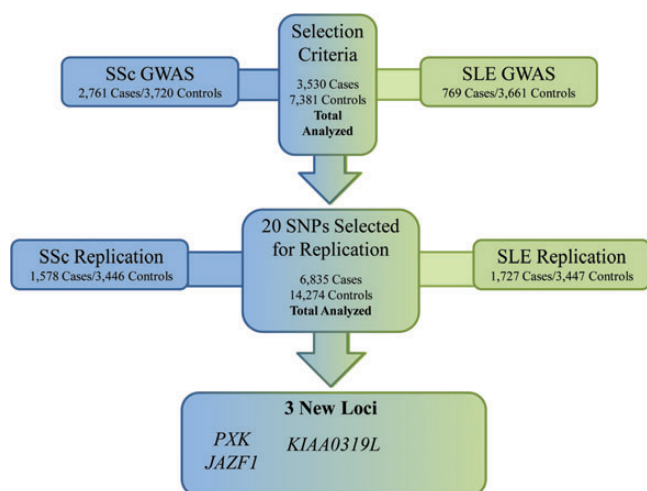 Selection
Criteria
SSc GWAS
2,761 Cases/3,720 Controls
3,530 Cases
7,381 Controls
Total
Analyzed
SLE GWAS
769 Cases/3,661 Controls
20 SNPs Selected
for Replication
SSc Replication
1,578 Cases/3,446 Controls
6,835 Cases
14,274 Controls
Total Analyzed
SLE Replication
1,727 Cases/3,447 Controls
3 New Loci
PXK KIAA0319L
JAZF1